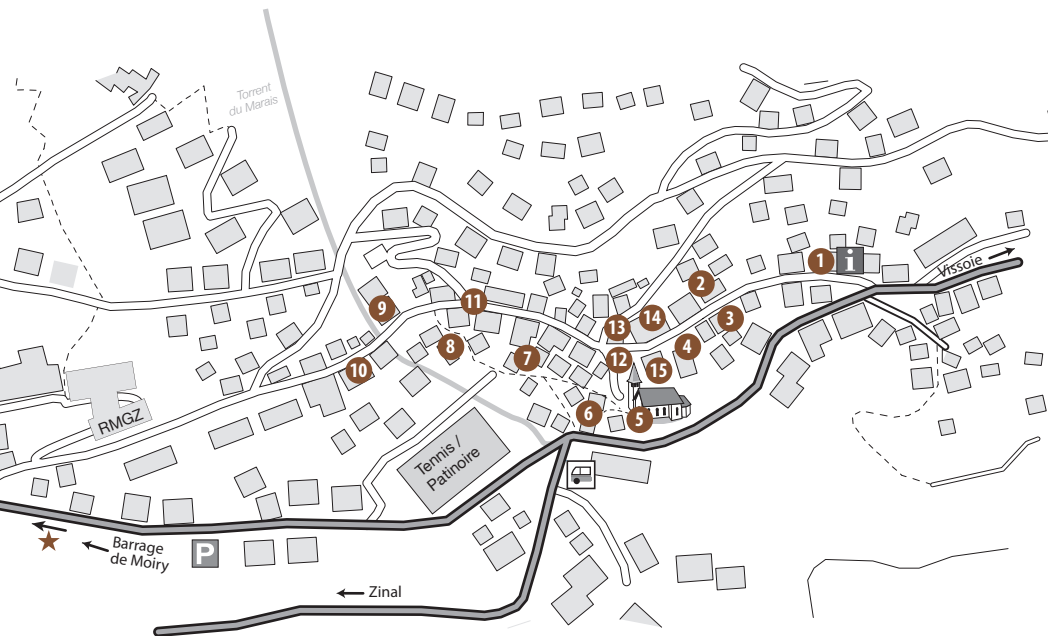 Torrent
du Marais
1
i
Vissoie
2
11
9
14
3
13
8
4
12
7
15
10
6
5
RMGZ
Tennis /
Patinoire
P
Barrage
de Moiry
Zinal